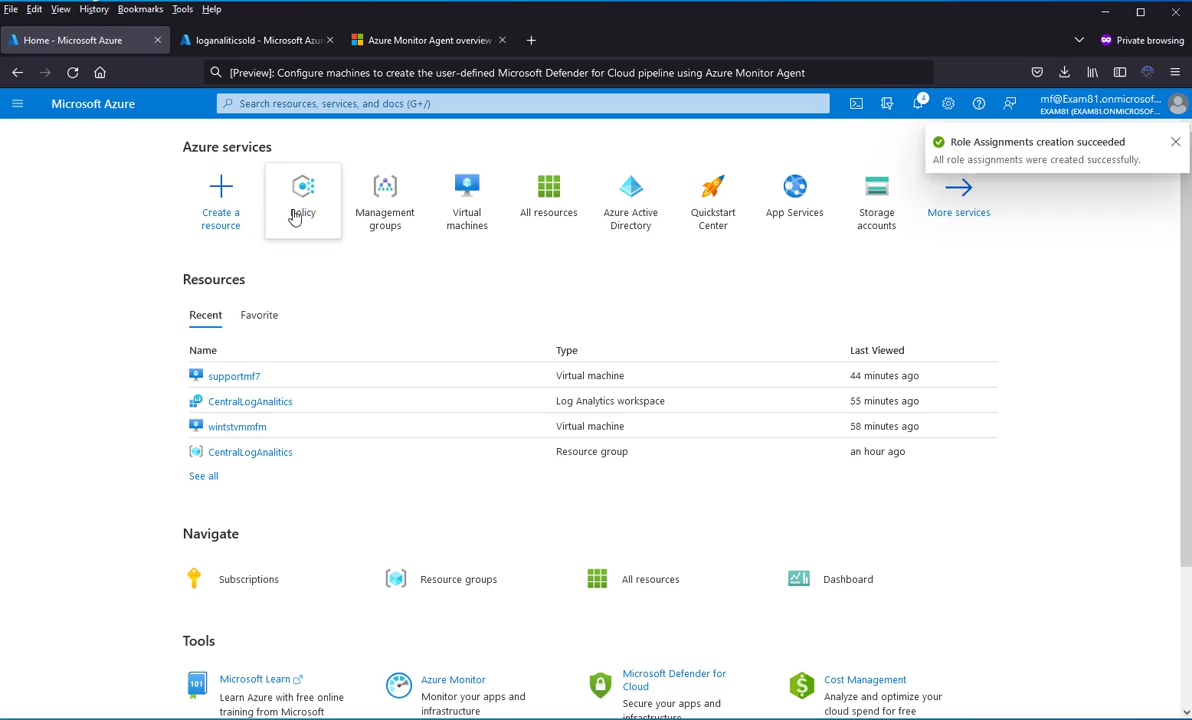 File Edit View History Bookmarks Tools Help
Home - Microsoft Azure
loganaliticsold - Microsoft Azur
Azure Monitor Agent overview
Private browsing
[Preview]: Configure machines to create the user-defined Microsoft Defender for Cloud pipeline using Azure Monitor Agent
Microsoft Azure
Search resources, services, and docs (G+/)
4
mf@Exam81.onmicrosof...
EXAM81 (EXAM81.ONMICROSOF...
Role Assignments creation succeeded
All role assignments were created successfully.
Azure services
Create a
resource
Policy
Management
groups
Virtual
machines
All resources
Azure Active
Directory
Quickstart
Center
App Services
Storage
accounts
More services
Resources
Recent Favorite
Name Type Last Viewed
supportmf7 Virtual machine 44 minutes ago
CentralLogAnalitics Log Analytics workspace 55 minutes ago
wintstvmmfm Virtual machine 58 minutes ago
CentralLogAnalitics Resource group an hour ago
See all
Navigate
Subscriptions
Resource groups
All resources
Dashboard
Tools
101
Microsoft Learn
Learn Azure with free online
training from Microsoft
Azure Monitor
Monitor your apps and
infrastructure
Microsoft Defender for
Cloud
Secure your apps and
infrastructure
Cost Management
Analyze and optimize your
cloud spend for free